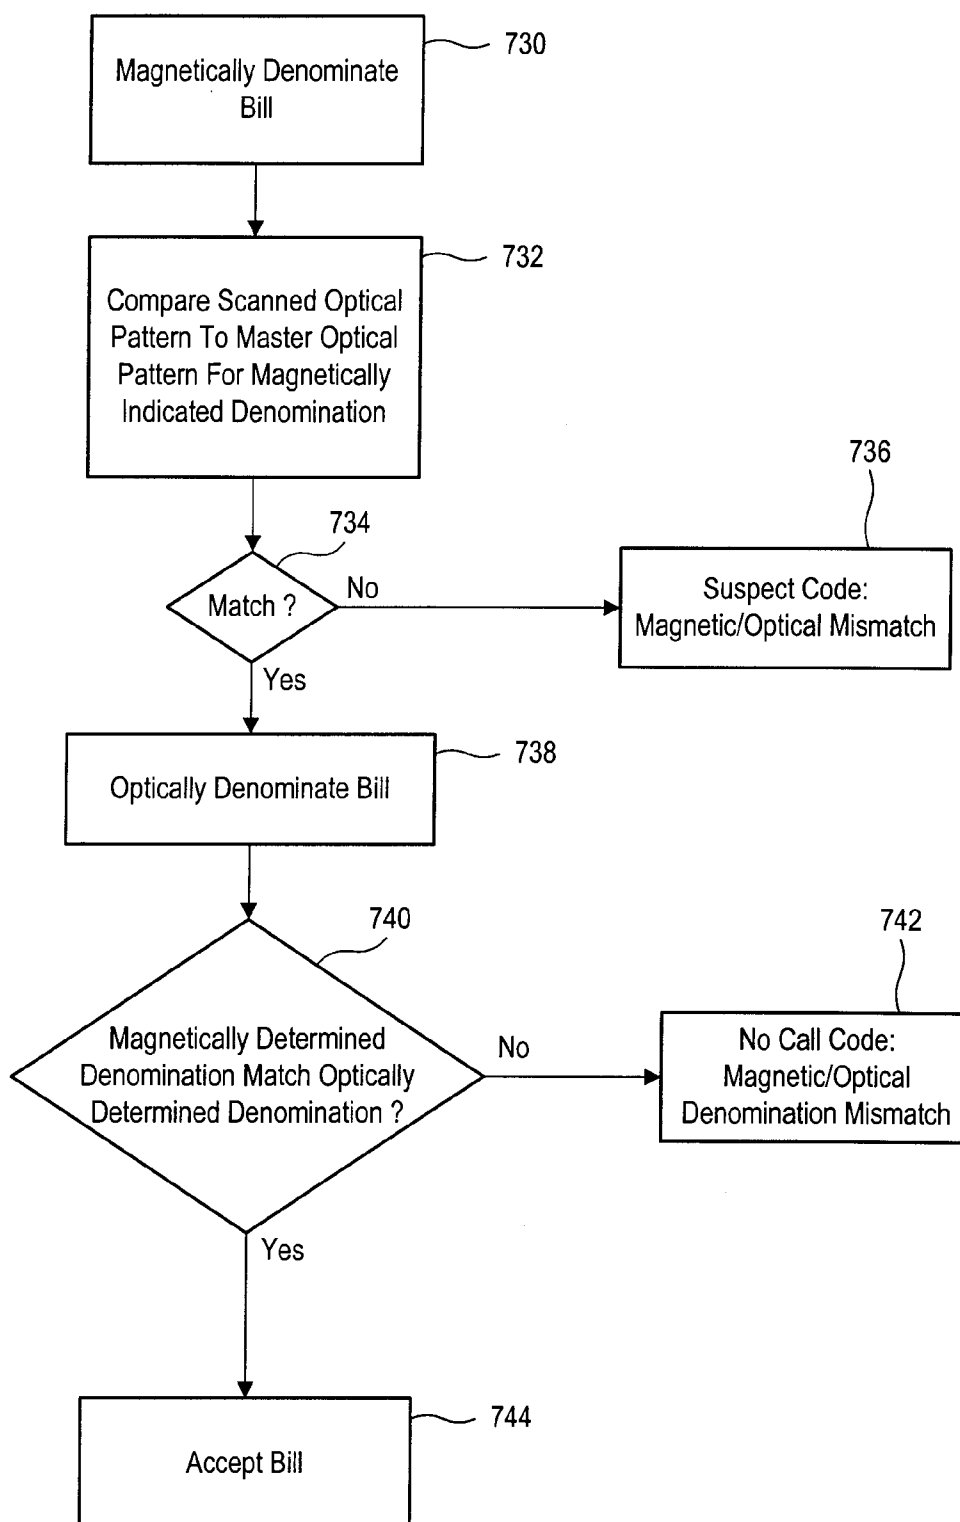 730
Magnetically Denominate
Bill
732
Compare Scanned Optical
Pattern To Master Optical
Pattern For Magnetically
Indicated Denomination
734
Match ?
No
Yes
736
Suspect Code:
Magnetic/Optical Mismatch
738
Optically Denominate Bill
740
Magnetically Determined
Denomination Match Optically
Determined Denomination ?
No
Yes
742
No Call Code:
Magnetic/Optical
Denomination Mismatch
744
Accept Bill